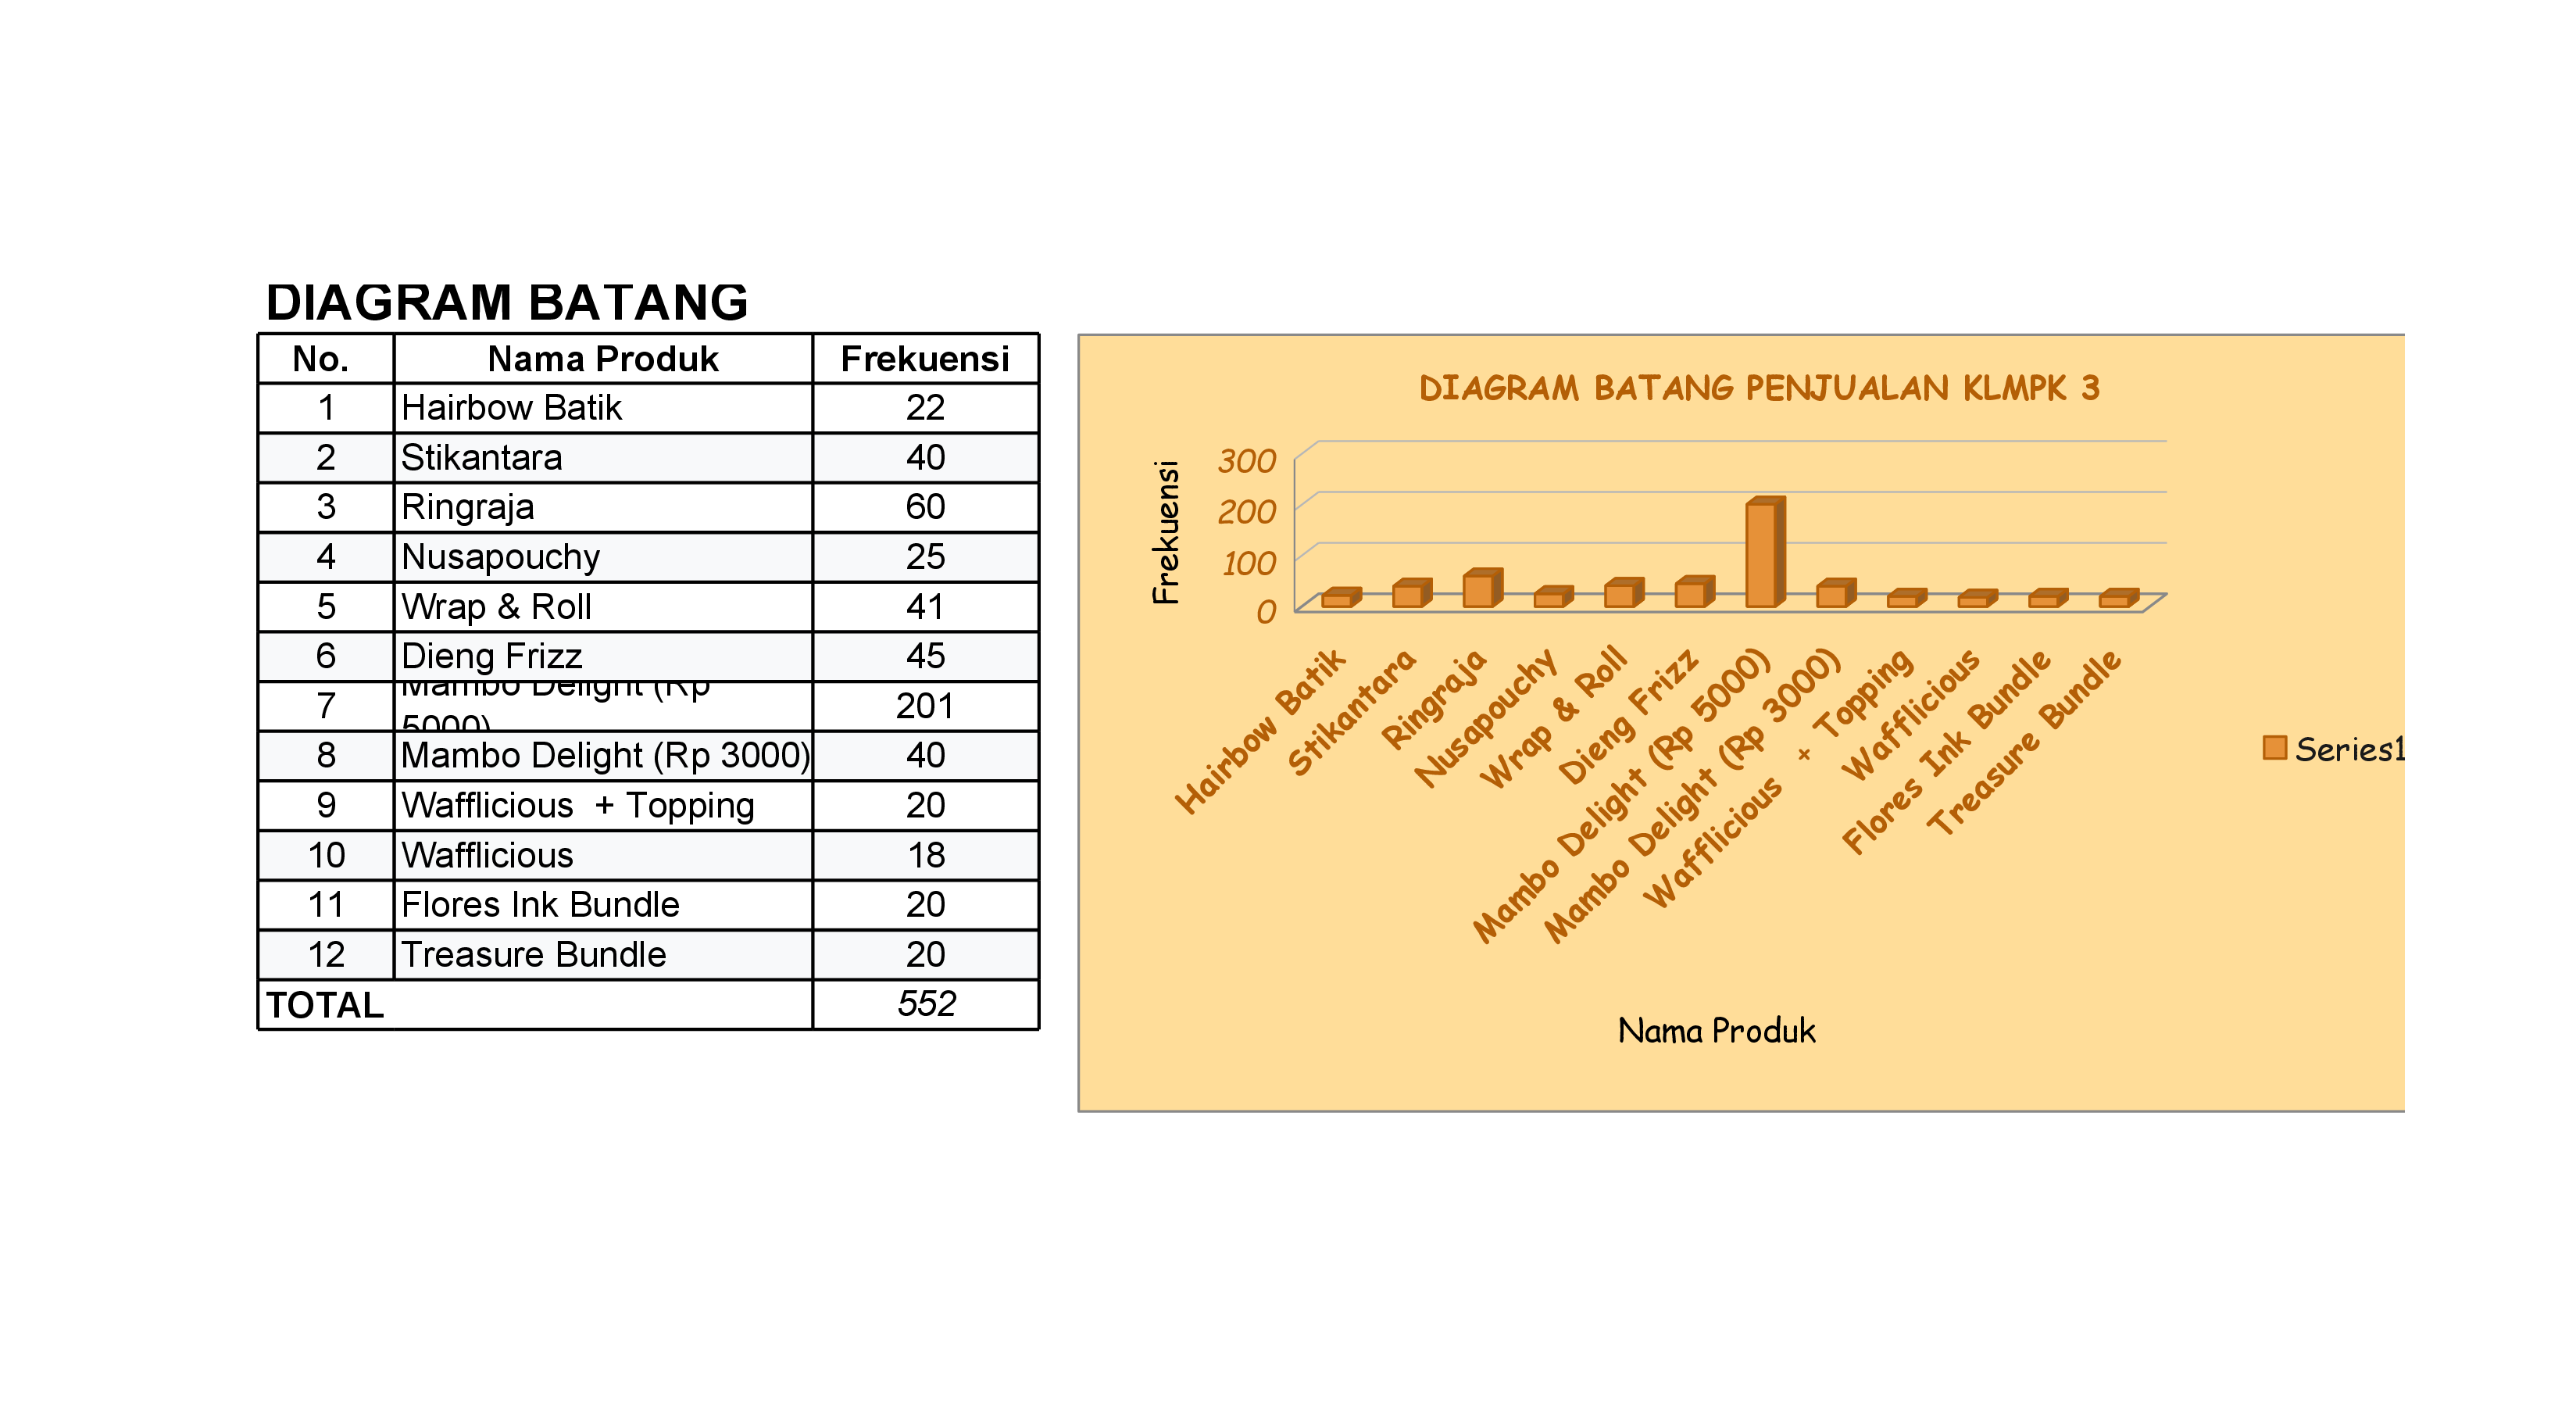 DIAGRAM BATANG
No. Nama Produk Frekuensi
1 Hairbow Batik 22
2 Stikantara 40
3 Ringraja 60
4 Nusapouchy 25
5 Wrap & Roll 41
6 Dieng Frizz 45
7 Mambo Delight (Rp 5000) 201
8 Mambo Delight (Rp 3000) 40
9 Wafflicious  + Topping 20
10 Wafflicious 18
11 Flores Ink Bundle 20
12 Treasure Bundle 20
TOTAL 552
DIAGRAM BATANG PENJUALAN KLMPK 3
Frekuensi
300
200
100
0
Hairbow Batik
Stikantara
Ringraja
Nusapouchy
Wrap & Roll
Dieng Frizz
Mambo Delight (Rp 5000)
Mambo Delight (Rp 3000)
Wafflicious  + Topping
Wafflicious
Flores Ink Bundle
Treasure Bundle
Nama Produk
Series1